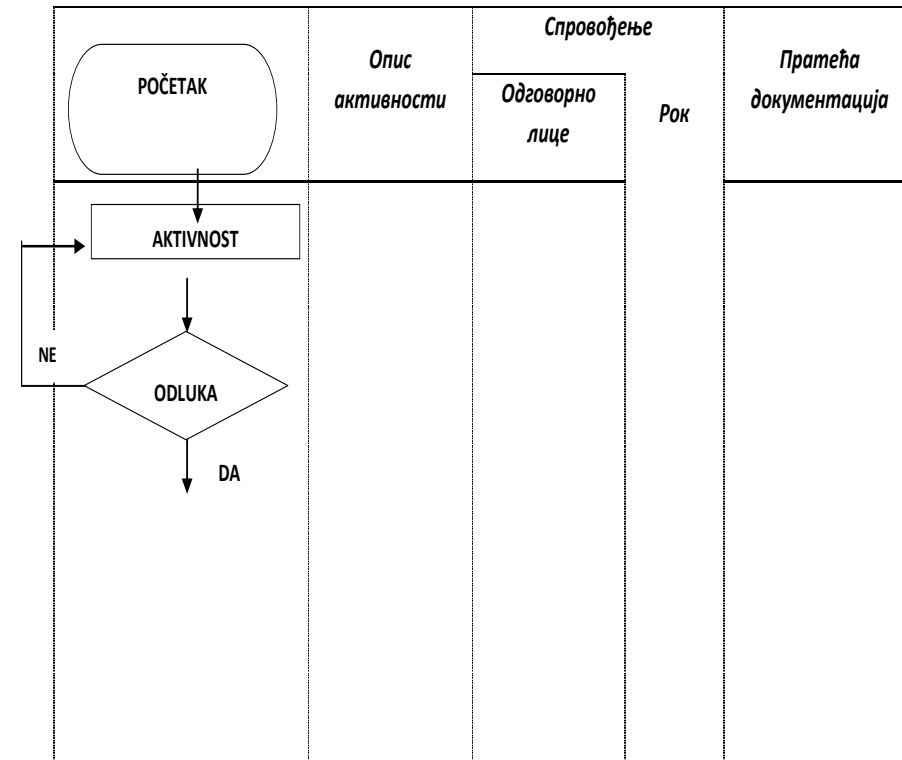 POČETAK
Опис
активности
Спровођење
Одговорно
лице
Рок
Пратећа
документација
AKTIVNOST
NE
ODLUKA
DA